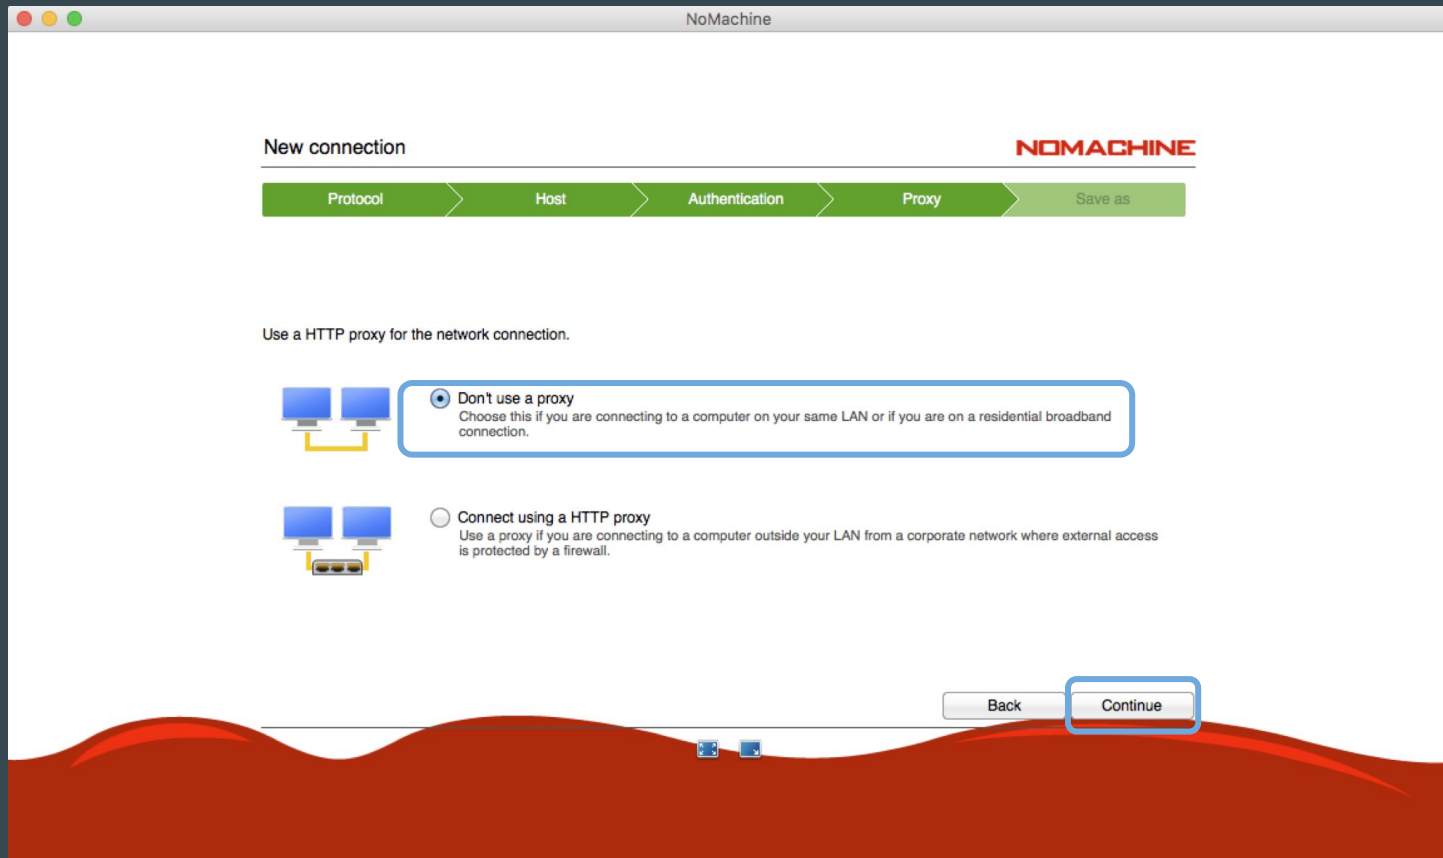 NoMachine
New connection
NOMACHINE
Protocol
Host
Authentication
Proxy
Save as
Use a HTTP proxy for the network connection.
Don't use a proxy
Choose this if you are connecting to a computer on your same LAN or if you are on a residential broadband
connection.
Connect using a HTTP proxy
Use a proxy if you are connecting to a computer outside your LAN from a corporate network where external access
is protected by a firewall.
Back
Continue